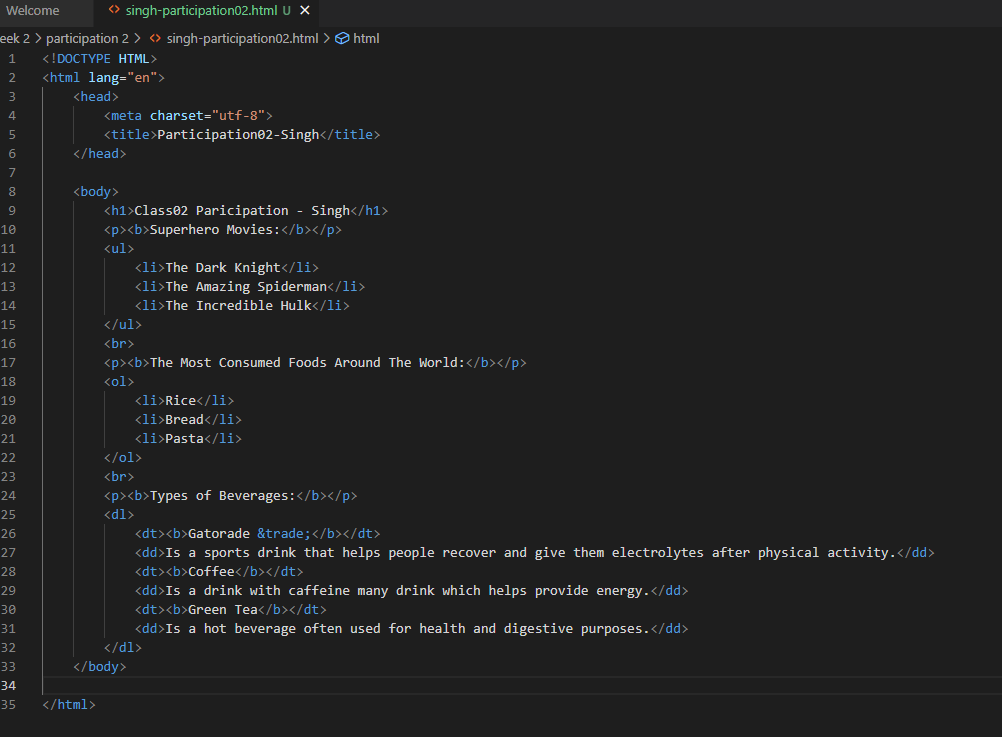 Welcome
<> singh-participation02.html U ✕
eek 2 > participation 2 > <> singh-participation02.html > html
1 <!DOCTYPE HTML>
2 <html lang="en">
3 <head>
4 <meta charset="utf-8">
5 <title>Participation02-Singh</title>
6 </head>
7
8 <body>
9 <h1>Class02 Paricipation - Singh</h1>
10 <p><b>Superhero Movies:</b></p>
11 <ul>
12 <li>The Dark Knight</li>
13 <li>The Amazing Spiderman</li>
14 <li>The Incredible Hulk</li>
15 </ul>
16 <br>
17 <p><b>The Most Consumed Foods Around The World:</b></p>
18 <ol>
19 <li>Rice</li>
20 <li>Bread</li>
21 <li>Pasta</li>
22 </ol>
23 <br>
24 <p><b>Types of Beverages:</b></p>
25 <dl>
26 <dt><b>Gatorade &trade;</b></dt>
27 <dd>Is a sports drink that helps people recover and give them electrolytes after physical activity.</dd>
28 <dt><b>Coffee</b></dt>
29 <dd>Is a drink with caffeine many drink which helps provide energy.</dd>
30 <dt><b>Green Tea</b></dt>
31 <dd>Is a hot beverage often used for health and digestive purposes.</dd>
32 </dl>
33 </body>
34
35 </html>